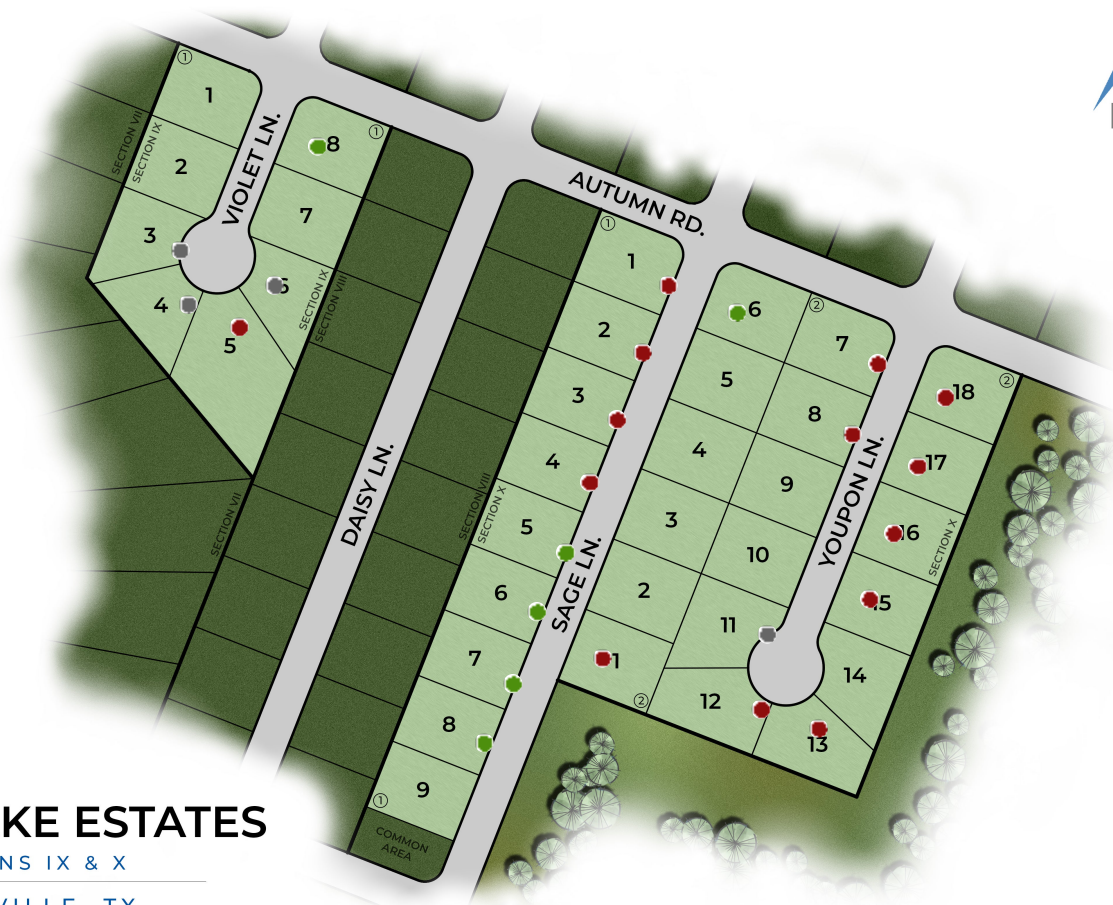 ①
1
SECTION VII
SECTION IX
2
3
4
5
VIOLET LN.
①
8
7
SECTION IX
SECTION VIII
SECTION VII
DAISY LN.
AUTUMN RD.
①
1
2
3
4
SECTION VIII
SECTION X
5
6
7
8
9
①
COMMON
AREA
SAGE LN.
②
6
5
4
3
2
1
②
7
8
9
10
11
12
YOUPON LN.
②
18
17
16
15
14
13
SECTION X
KE ESTATES
NS IX & X
VILLE, TX